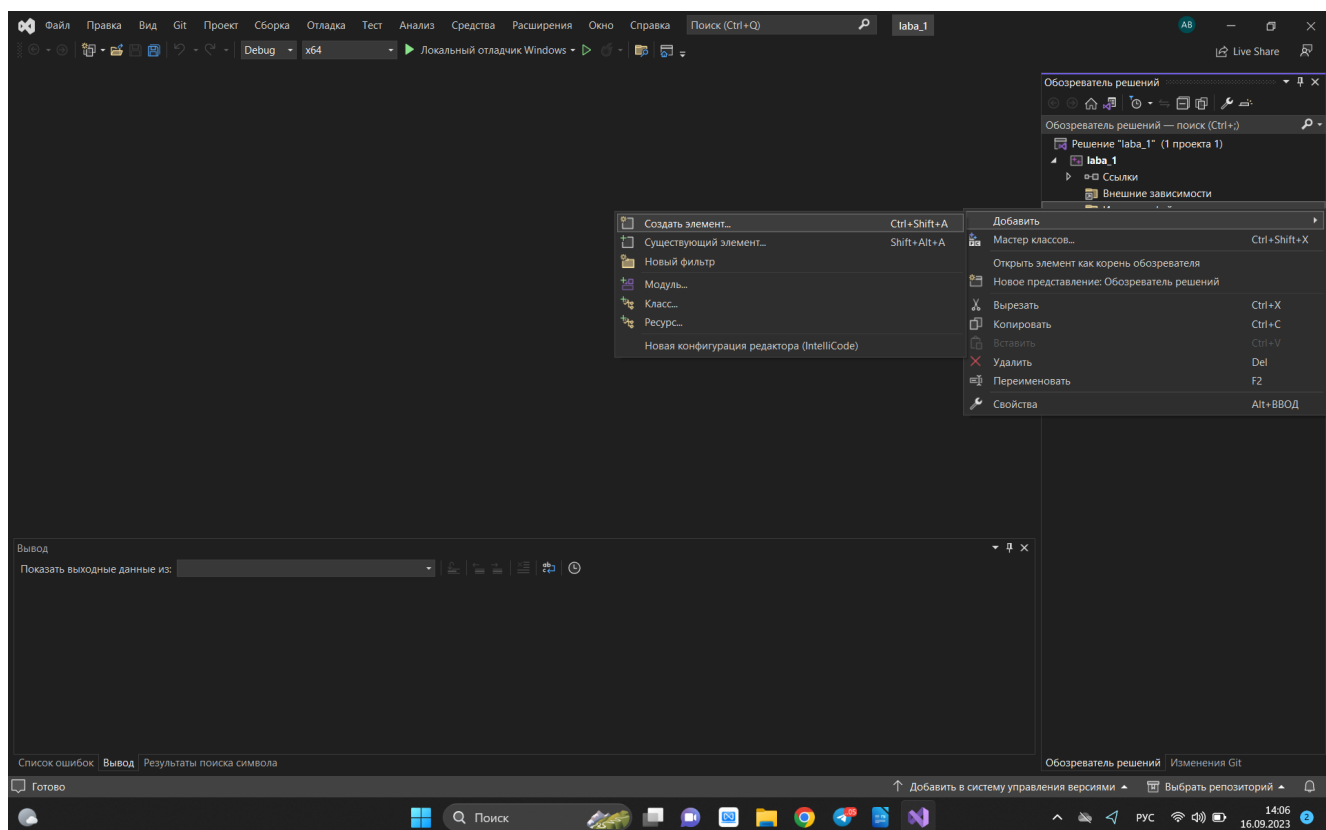 Файл Правка Вид Git Проект Сборка Отладка Тест Анализ Средства Расширения Окно Справка Поиск (Ctrl+Q) laba_1 AB
Debug x64 Локальный отладчик Windows Live Share
Обозреватель решений
Обозреватель решений — поиск (Ctrl+;)
Решение "laba_1" (1 проекта 1)
laba_1
Ссылки
Внешние зависимости
Создать элемент... Ctrl+Shift+A
Существующий элемент... Shift+Alt+A
Новый фильтр
Модуль...
Класс...
Ресурс...
Новая конфигурация редактора (IntelliCode)
Добавить
Мастер классов... Ctrl+Shift+X
Открыть элемент как корень обозревателя
Новое представление: Обозреватель решений
Вырезать Ctrl+X
Копировать Ctrl+C
Вставить Ctrl+V
Удалить Del
Переименовать F2
Свойства Alt+ВВОД
Вывод
Показать выходные данные из:
Список ошибок Вывод Результаты поиска символа
Обозреватель решений Изменения Git
Готово Добавить в систему управления версиями Выбрать репозиторий
Поиск РУС 14:06
16.09.2023 2